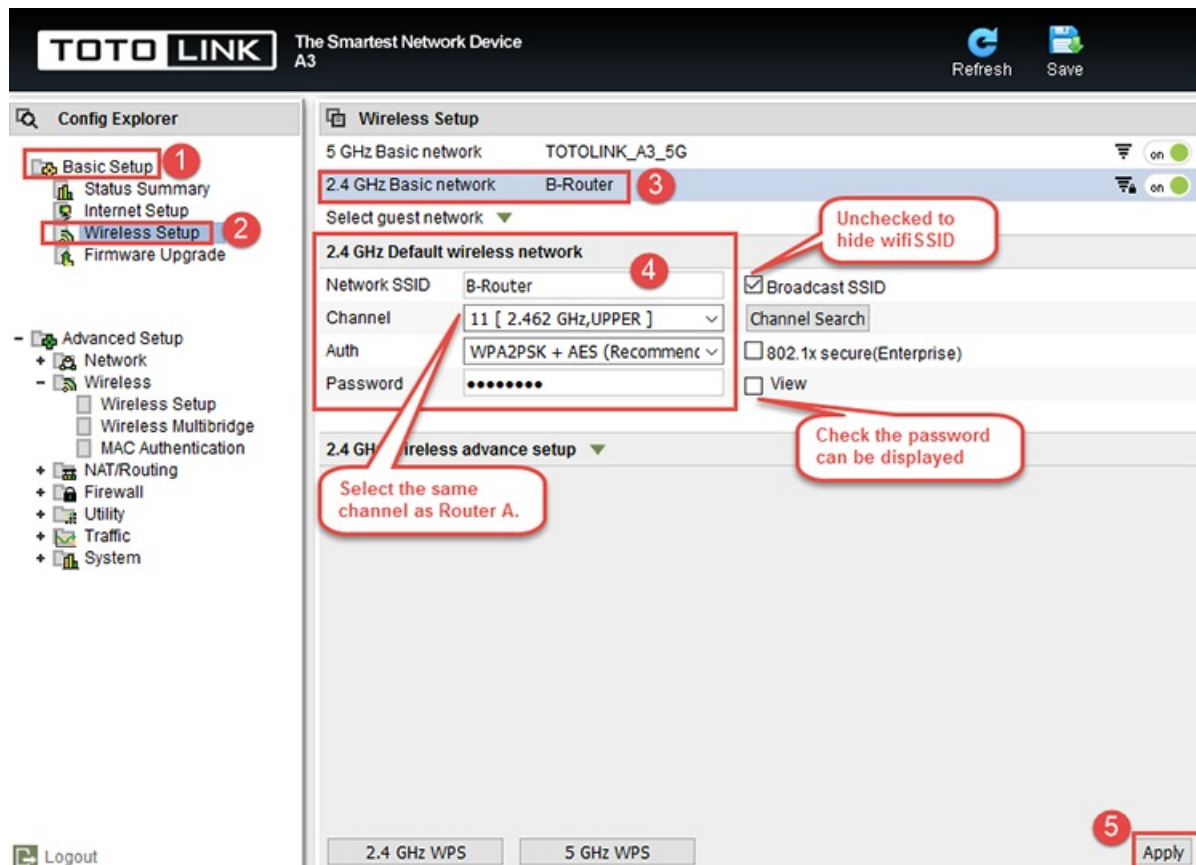 TOTO LINK
The Smartest Network Device
A3
Refresh
Save
Config Explorer
Basic Setup
1
Status Summary
Internet Setup
Wireless Setup
2
Firmware Upgrade
Advanced Setup
Network
Wireless
Wireless Setup
Wireless Multibridge
MAC Authentication
NAT/Routing
Firewall
Utility
Traffic
System
Logout
Wireless Setup
5 GHz Basic network TOTOLINK_A3_5G on
2.4 GHz Basic network B-Router 3 on
Select guest network
Unchecked to
hide wifiSSID
2.4 GHz Default wireless network
4
Network SSID B-Router Broadcast SSID
Channel 11 [ 2.462 GHz,UPPER ] Channel Search
Auth WPA2PSK + AES (Recommenc 802.1x secure(Enterprise)
Password View
Check the password
can be displayed
2.4 GH ireless advance setup
Select the same
channel as Router A.
2.4 GHz WPS
5 GHz WPS
5
Apply